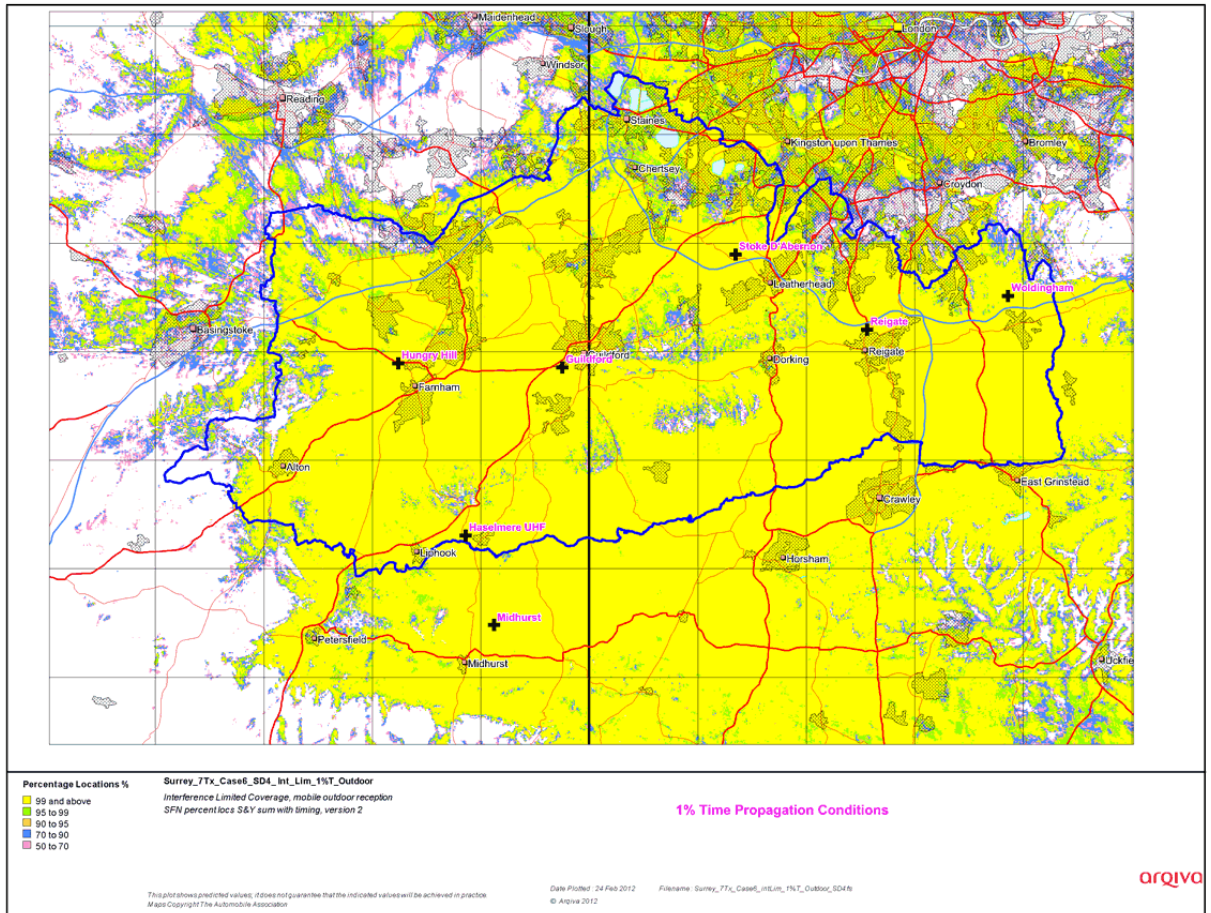 Maidenhead
Slough
London
Windsor
Reading
Staines
Kingston upon Thames
Bromley
Chertsey
Croydon
Stoke D'Abernon
Leatherhead
Woldingham
Basingstoke
Reigate
Hungry Hill
Guildford
Guildford
Reigate
Dorking
Farnham
Alton
East Grinstead
Crawley
Haselmere UHF
Liphook
Horsham
Midhurst
Petersfield
Midhurst
Uckfie
Percentage Locations %
99 and above
95 to 99
90 to 95
70 to 90
50 to 70
Surrey_7Tx_Case6_SD4_Int_Lim_1%T_Outdoor
Interference Limited Coverage, mobile outdoor reception
SFN percent locs S&Y sum with timing, version 2
1% Time Propagation Conditions
This plot shows predicted values; it does not guarantee that the indicated values will be achieved in practice.
Maps Copyright The Automobile Association
Date Plotted : 24 Feb 2012 Filename : Surrey_7Tx_Case6_intLim_1%T_Outdoor_SD4.fs
© Arqiva 2012
arqiva